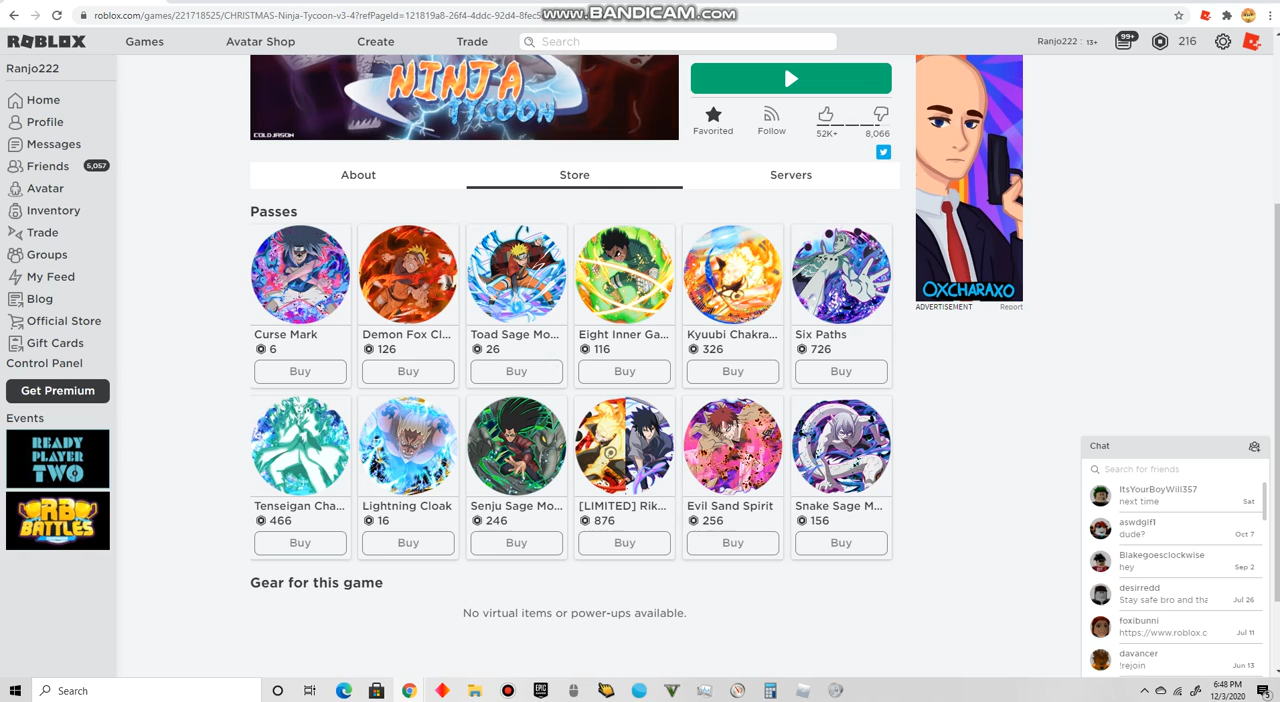 roblox.com/games/221718525/CHRISTMAS-Ninja-Tycoon-v3-4?refPageId=121819a8-26f4-4ddc-92d4-8fec5
www.BANDICAM.com
ROBLOX
Games
Avatar Shop
Create
Trade
Search
Ranjo222 : 13+
99+
216
Ranjo222
Home
Profile
Messages
Friends
5,057
Avatar
Inventory
Trade
Groups
My Feed
Blog
Official Store
Gift Cards
Control Panel
Get Premium
Events
READY
PLAYER
TWO
RB
BATTLES
NINJA
TYCOON
COLDJASON
Favorited
Follow
52K+
8,066
About
Store
Servers
Passes
Curse Mark
6
Buy
Demon Fox Cl...
126
Buy
Toad Sage Mo...
26
Buy
Eight Inner Ga...
116
Buy
Kyuubi Chakra...
326
Buy
Six Paths
726
Buy
Tenseigan Cha...
466
Buy
Lightning Cloak
16
Buy
Senju Sage Mo...
246
Buy
[LIMITED] Rik...
876
Buy
Evil Sand Spirit
256
Buy
Snake Sage M...
156
Buy
Gear for this game
No virtual items or power-ups available.
OXCHARAXO
ADVERTISEMENT
Report
Chat
Search for friends
ItsYourBoyWill357
next time
Sat
aswdglf1
dude?
Oct 7
Blakegoesclockwise
hey
Sep 2
desirredd
Stay safe bro and tha
Jul 26
foxibunni
https://www.roblox.c
Jul 11
davancer
!rejoin
Jun 13
Search
EPIC
6:48 PM
12/3/2020
5